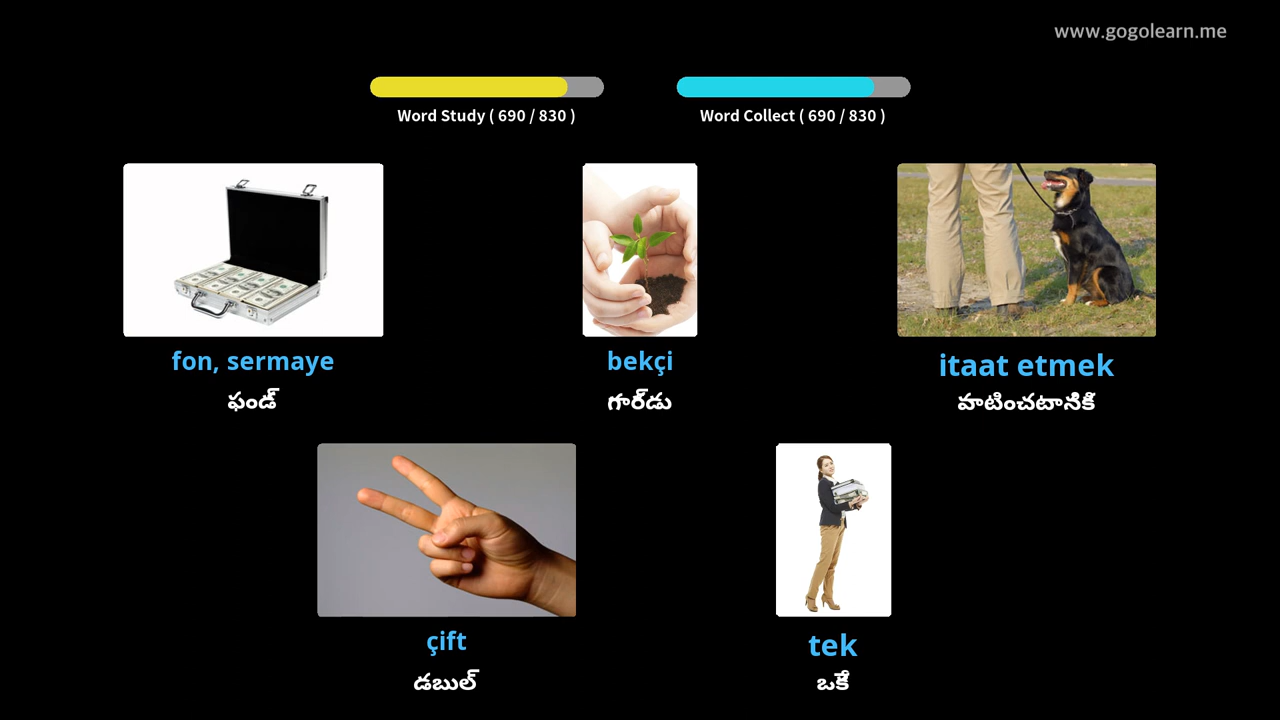 www.gogolearn.me
Word Study ( 690 / 830 )
Word Collect ( 690 / 830 )
fon, sermaye
bekçi
itaat etmek
ఫండ్
గార్డు
పాటించటానికి
çift
tek
డబుల్
ఒకే